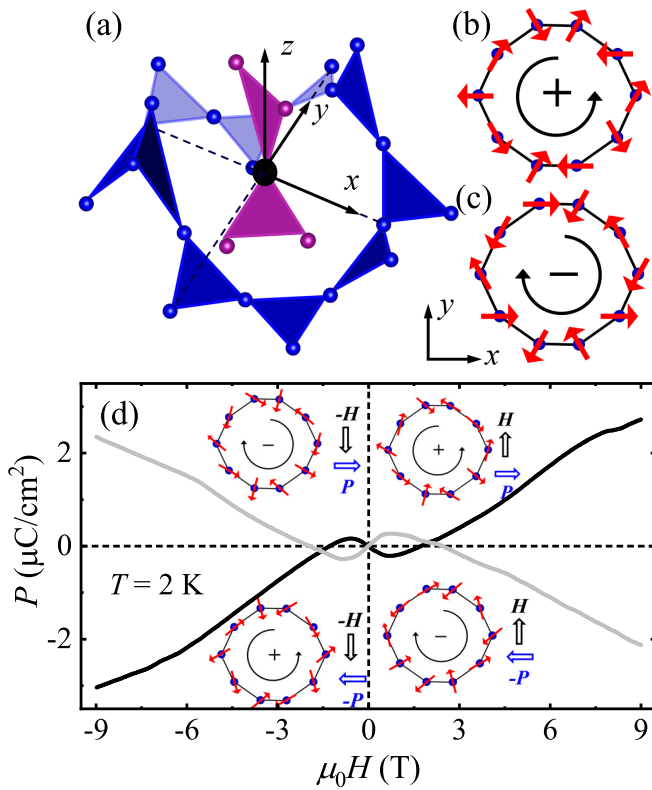 (a)
z
y
x
(b)
+
(c)
−
y
x
(d)
P (μC/cm²)
2
0
-2
T = 2 K
−
-H
P
+
H
P
+
-H
-P
−
H
-P
-9 -6 -3 0 3 6 9
μ₀H (T)